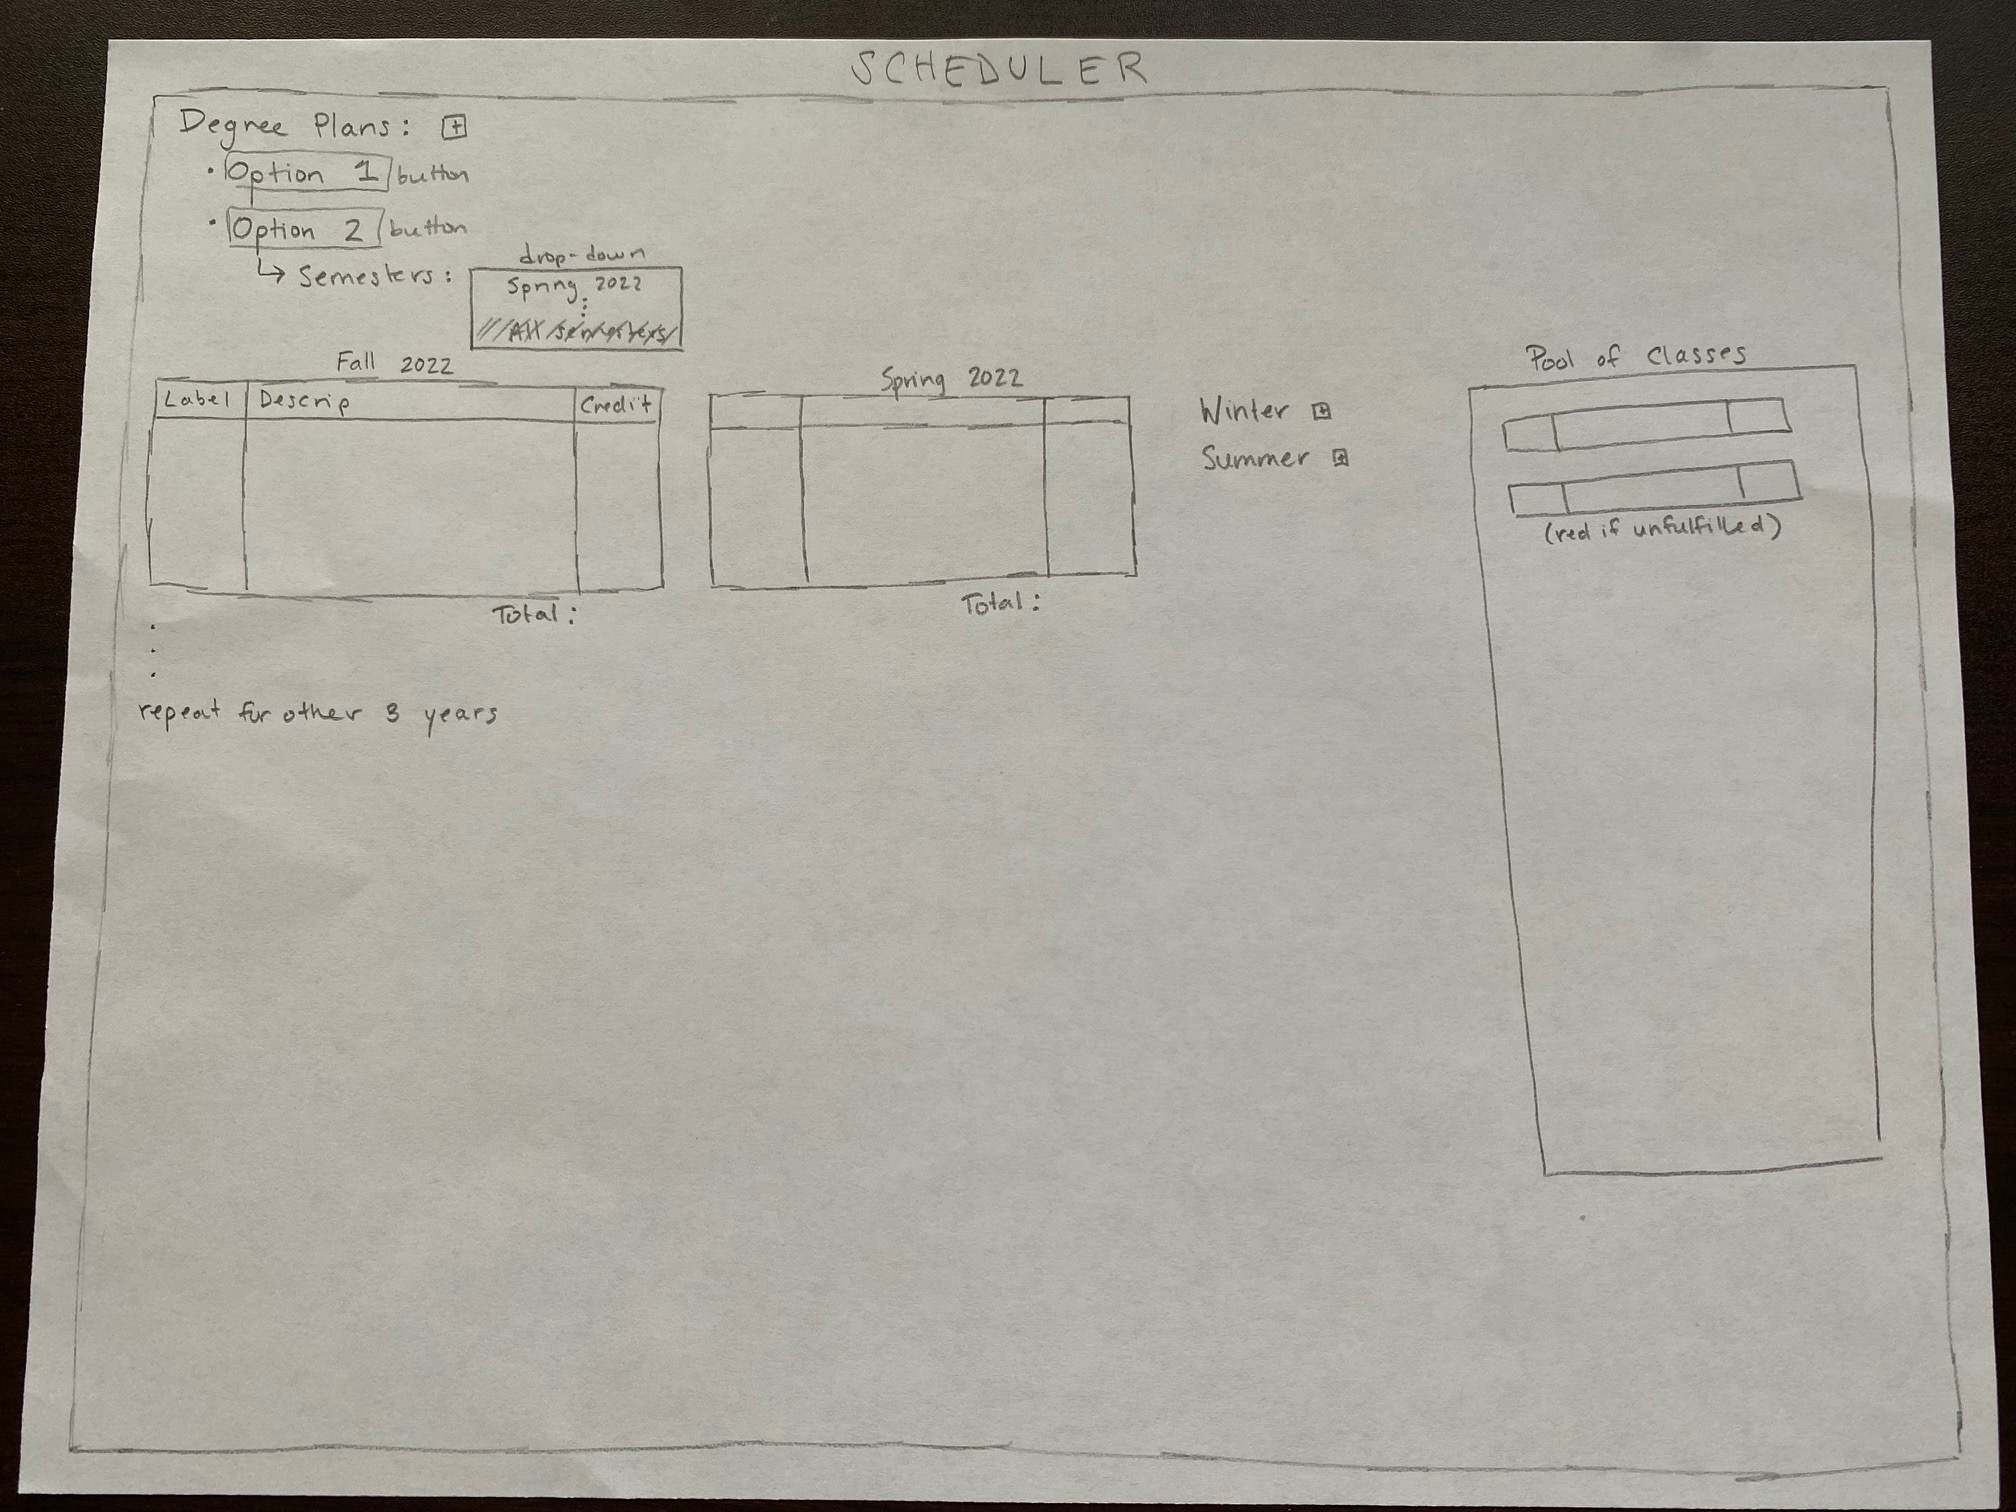 SCHEDULER
Degree Plans: +
• Option 1 button
• Option 2 button
↳ Semesters:
drop-down
Spring 2022
All semesters
Fall 2022
Label Descrip Credit
Total:
Spring 2022
Total:
Winter +
Summer +
Pool of Classes
(red if unfulfilled)
repeat for other 3 years